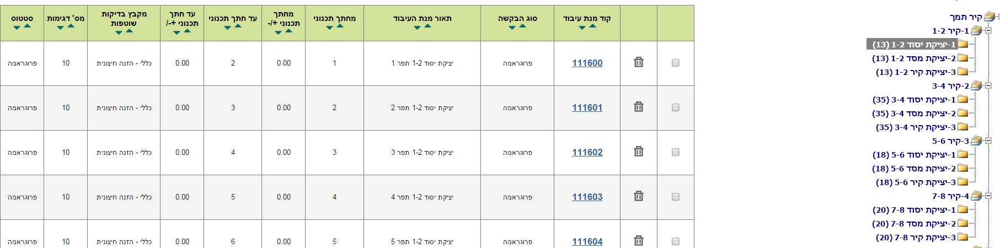 קיר תמך
1-קיר 1-2
1-יציקת יסוד 1-2 (13)
2-יציקת מסד 1-2 (13)
3-יציקת קיר 1-2 (13)
2-קיר 3-4
1-יציקת יסוד 3-4 (35)
2-יציקת מסד 3-4 (35)
3-יציקת קיר 3-4 (35)
3-קיר 5-6
1-יציקת יסוד 5-6 (18)
2-יציקת מסד 5-6 (18)
3-יציקת קיר 5-6 (18)
4-קיר 7-8
1-יציקת יסוד 7-8 (20)
2-יציקת מסד 7-8 (20)
3-יציקת קיר 7-8 (20)
קוד מנת עיבוד סוג הבקשה תאור מנת העיבוד מחתך תכנוני מחתך תכנוני +/- עד חתך תכנוני עד חתך תכנוני +-/ מקבץ בדיקות שוטפות מס' דגימות סטטוס
111600 פרוגראמה יציקת יסוד 1-2 תפר 1 1 0.00 2 0.00 כללי - הזנה חיצונית 10 פרוגראמה
111601 פרוגראמה יציקת יסוד 1-2 תפר 2 2 0.00 3 0.00 כללי - הזנה חיצונית 10 פרוגראמה
111602 פרוגראמה יציקת יסוד 1-2 תפר 3 3 0.00 4 0.00 כללי - הזנה חיצונית 10 פרוגראמה
111603 פרוגראמה יציקת יסוד 1-2 תפר 4 4 0.00 5 0.00 כללי - הזנה חיצונית 10 פרוגראמה
111604 פרוגראמה יציקת יסוד 1-2 תפר 5 5 0.00 6 0.00 כללי - הזנה חיצונית 10 פרוגראמה